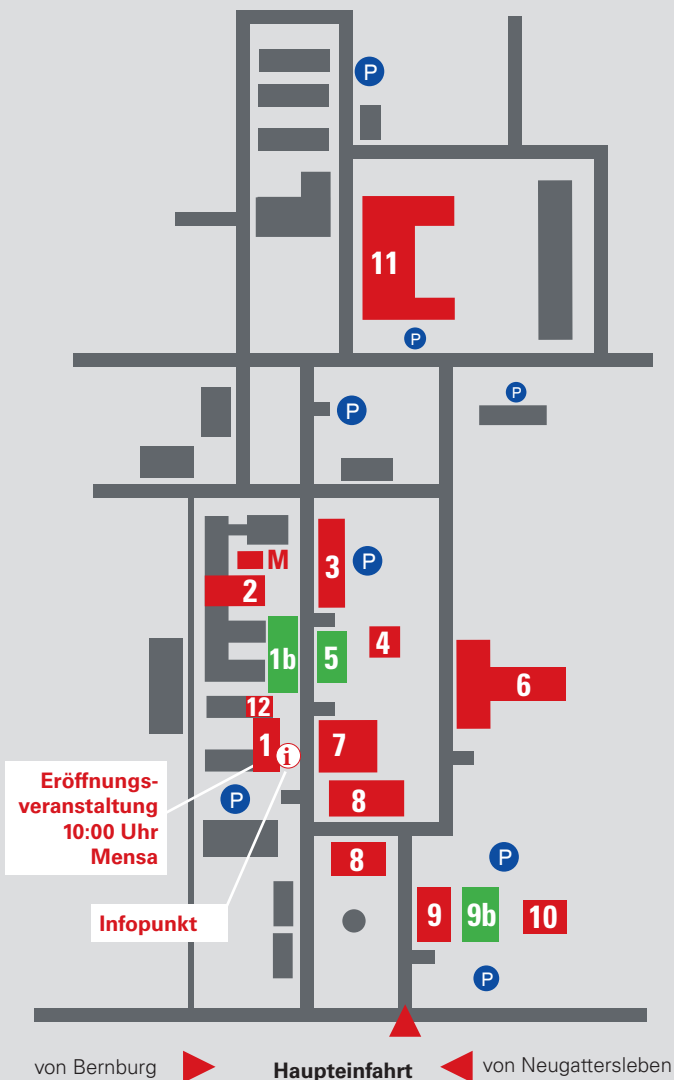 P
11
P
P
P
3
P
M
2
1b
5
4
6
12
1
i
7
Eröffnungs-
veranstaltung
10:00 Uhr
Mensa
P
8
8
P
Infopunkt
9
9b
10
P
von Bernburg
Haupteinfahrt
von Neugattersleben